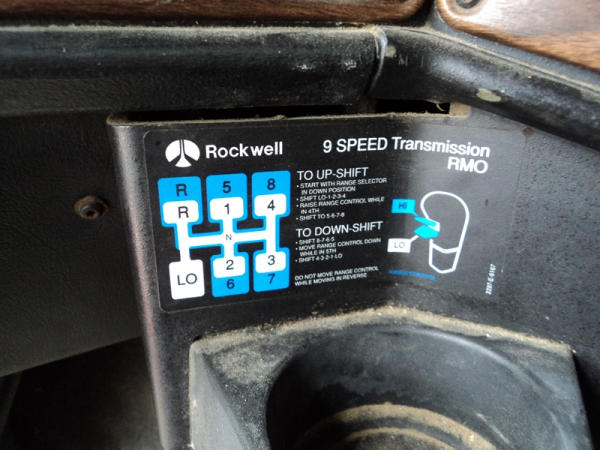 Rockwell
9 SPEED Transmission
RMO
R 5 8
R 1 4
N
LO 2 3
6 7
TO UP-SHIFT
• START WITH RANGE SELECTOR
IN DOWN POSITION
• SHIFT LO-1-2-3-4
• RAISE RANGE CONTROL WHILE
IN 4TH
• SHIFT TO 5-6-7-8
TO DOWN-SHIFT
• SHIFT 8-7-6-5
• MOVE RANGE CONTROL DOWN
WHILE IN 5TH
• SHIFT 4-3-2-1-LO
DO NOT MOVE RANGE CONTROL
WHILE MOVING IN REVERSE
HI
LO
RANGE CONTROL